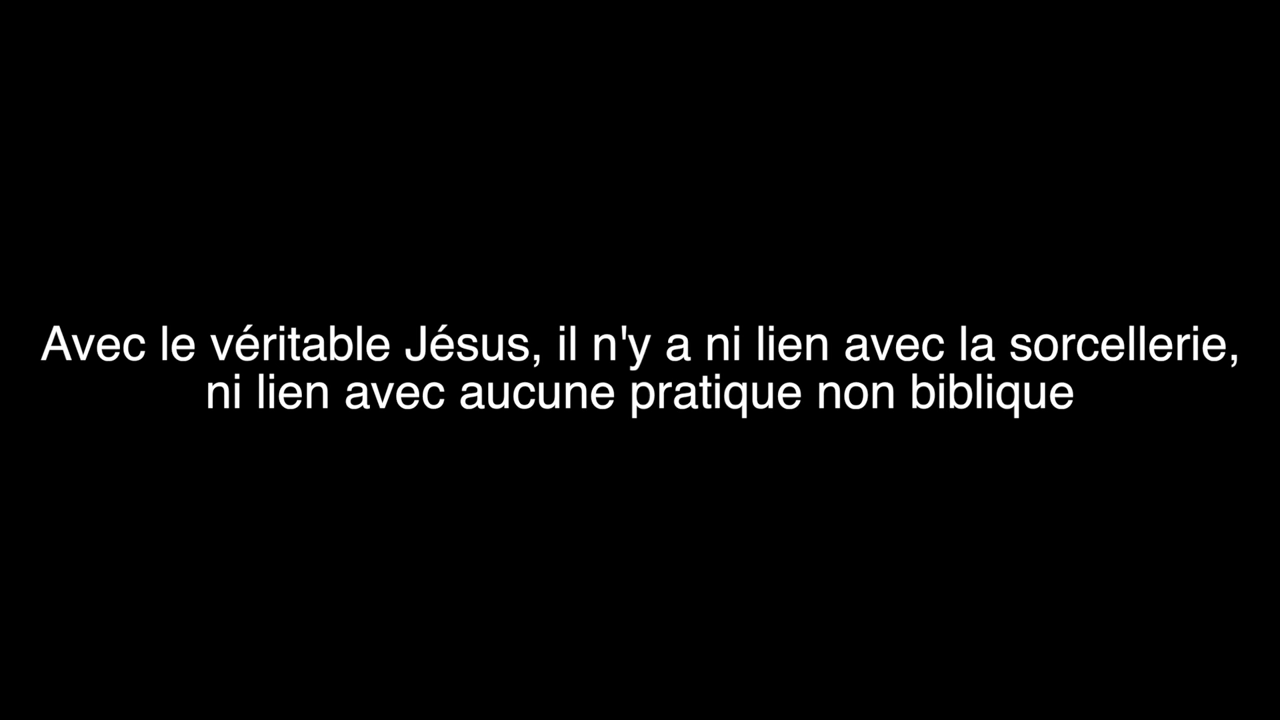 Avec le véritable Jésus, il n'y a ni lien avec la sorcellerie,
ni lien avec aucune pratique non biblique